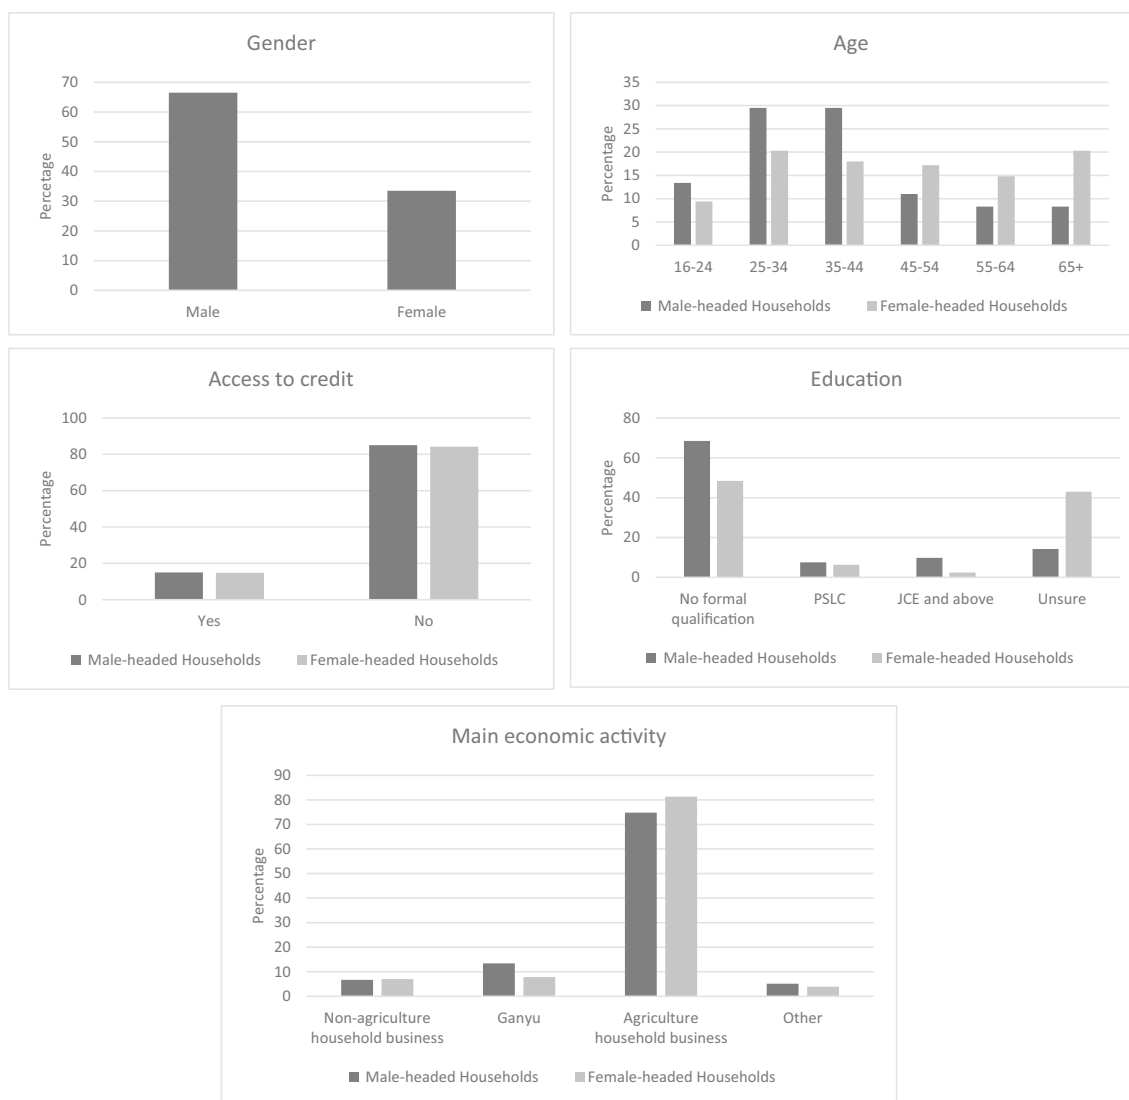 Gender
Percetage
70
60
50
40
30
20
10
0
Male Female
Age
Percentage
35
30
25
20
15
10
5
0
16-24 25-34 35-44 45-54 55-64 65+
Male-headed Households Female-headed Households
Access to credit
Percentage
100
80
60
40
20
0
Yes No
Male-headed Households Female-headed Households
Education
Percentage
80
60
40
20
0
No formal PSLC JCE and above Unsure
qualification
Male-headed Households Female-headed Households
Main economic activity
Percentage
90
80
70
60
50
40
30
20
10
0
Non-agriculture Ganyu Agriculture Other
household business household business
Male-headed Households Female-headed Households